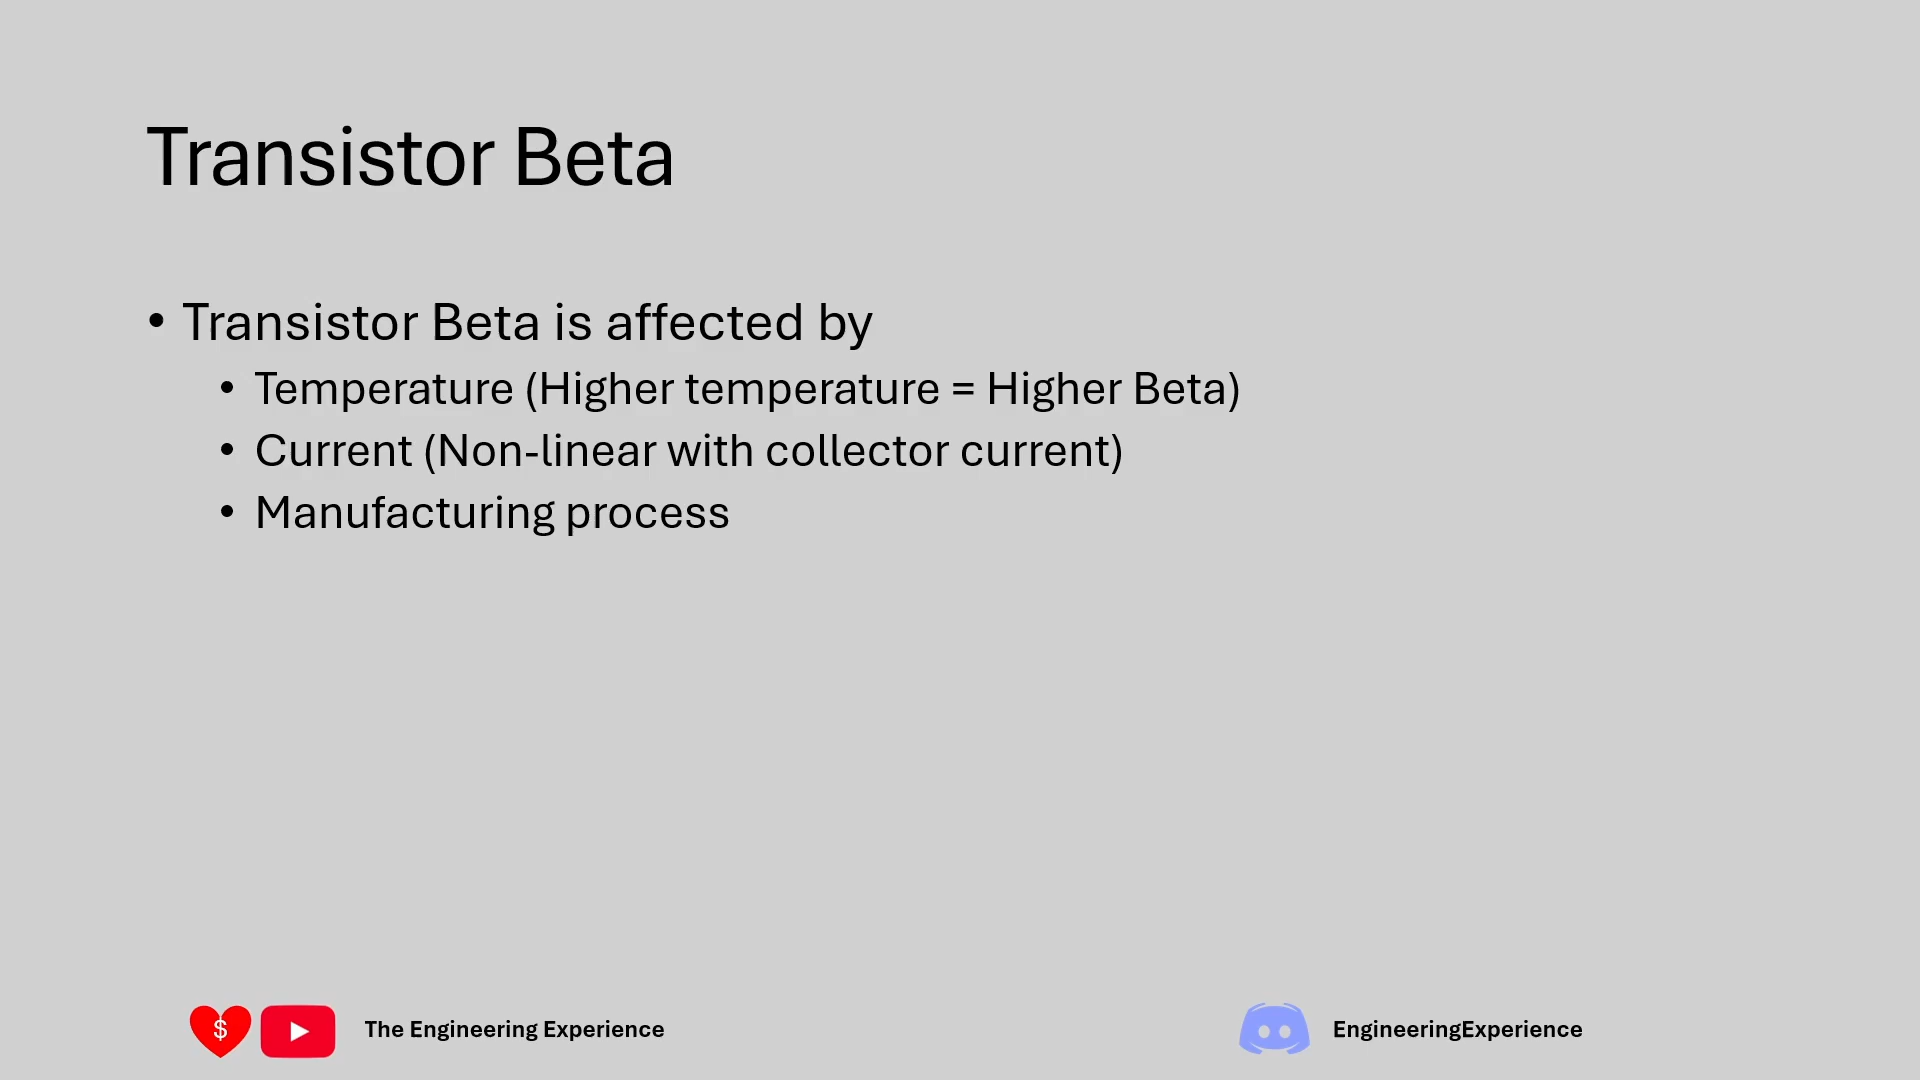 Transistor Beta
• Transistor Beta is affected by
• Temperature (Higher temperature = Higher Beta)
• Current (Non-linear with collector current)
• Manufacturing process
$
The Engineering Experience
EngineeringExperience